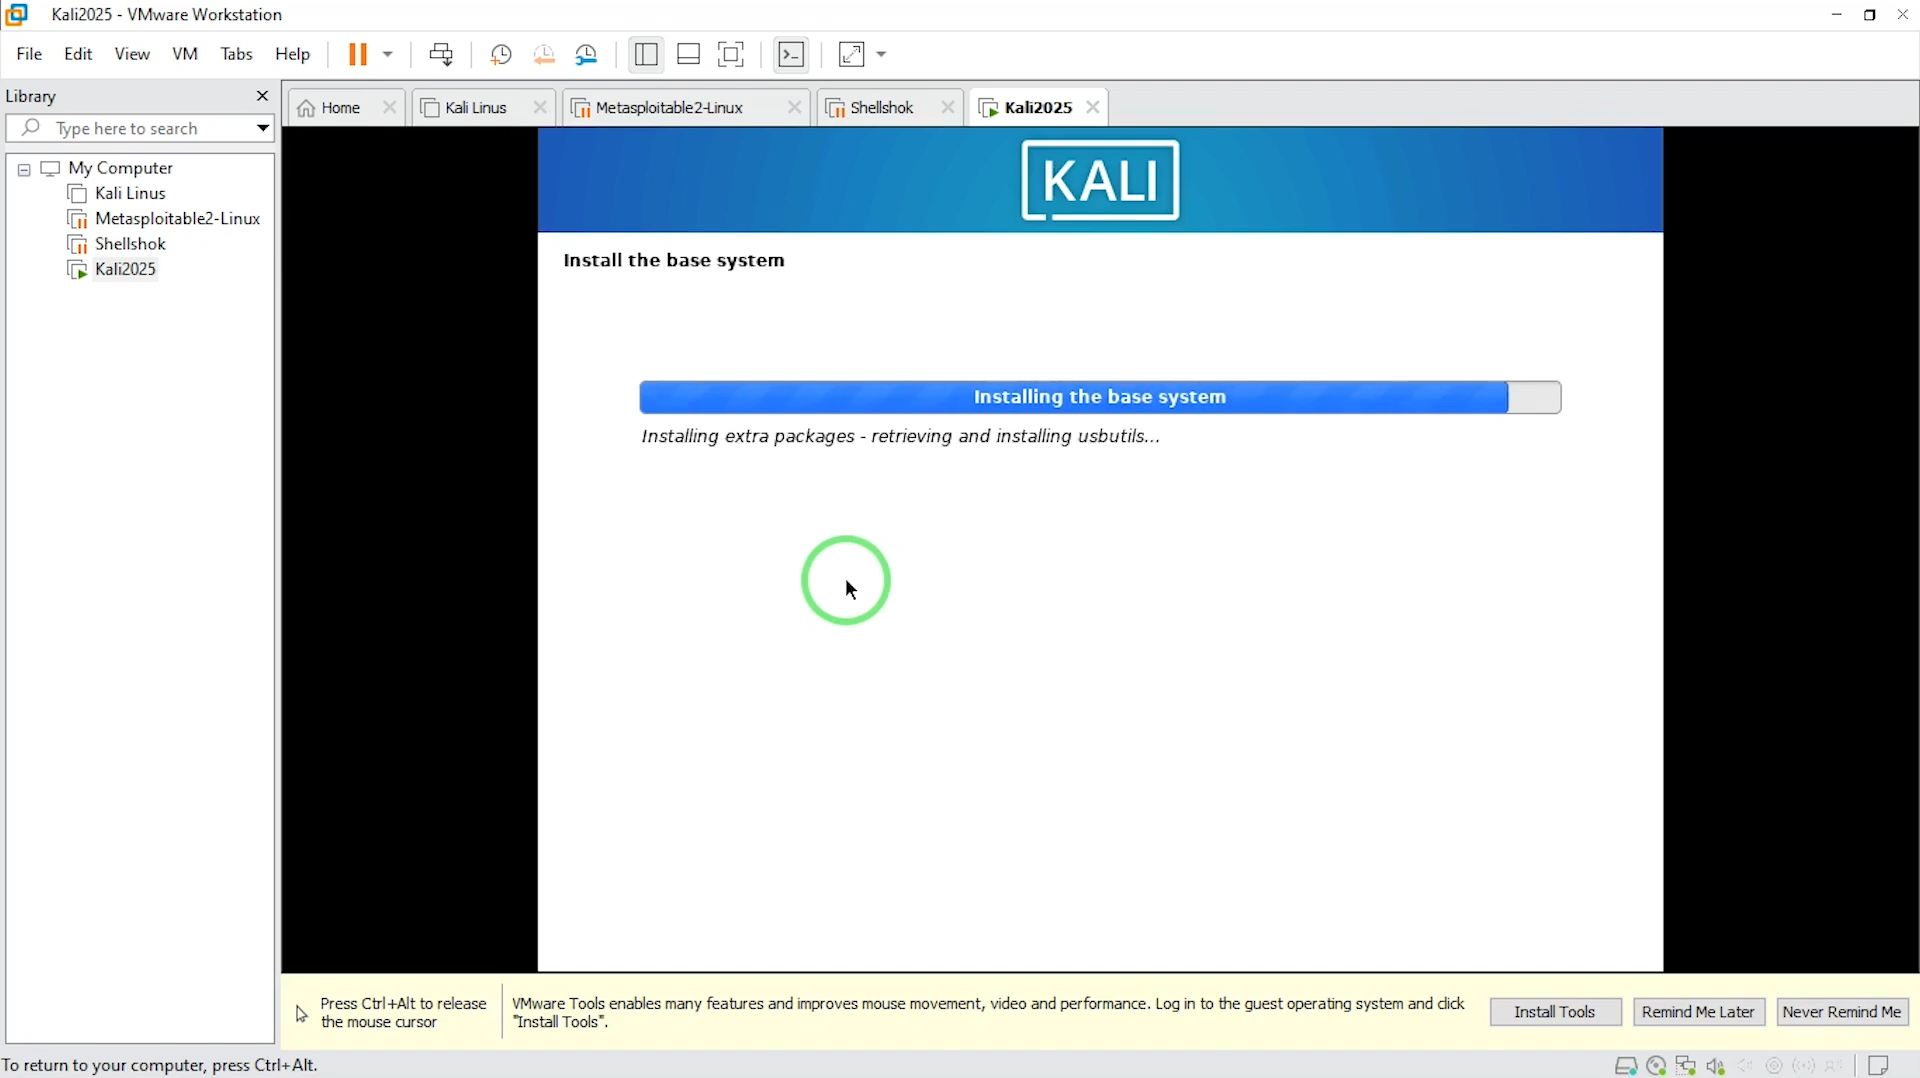 Kali2025 - VMware Workstation
File Edit View VM Tabs Help
Library
Type here to search
My Computer
Kali Linus
Metasploitable2-Linux
Shellshok
Kali2025
Home
Kali Linus
Metasploitable2-Linux
Shellshok
Kali2025
KALI
Install the base system
Installing the base system
Installing extra packages - retrieving and installing usbutils...
Press Ctrl+Alt to release
the mouse cursor
VMware Tools enables many features and improves mouse movement, video and performance. Log in to the guest operating system and click
"Install Tools".
Install Tools
Remind Me Later
Never Remind Me
To return to your computer, press Ctrl+Alt.